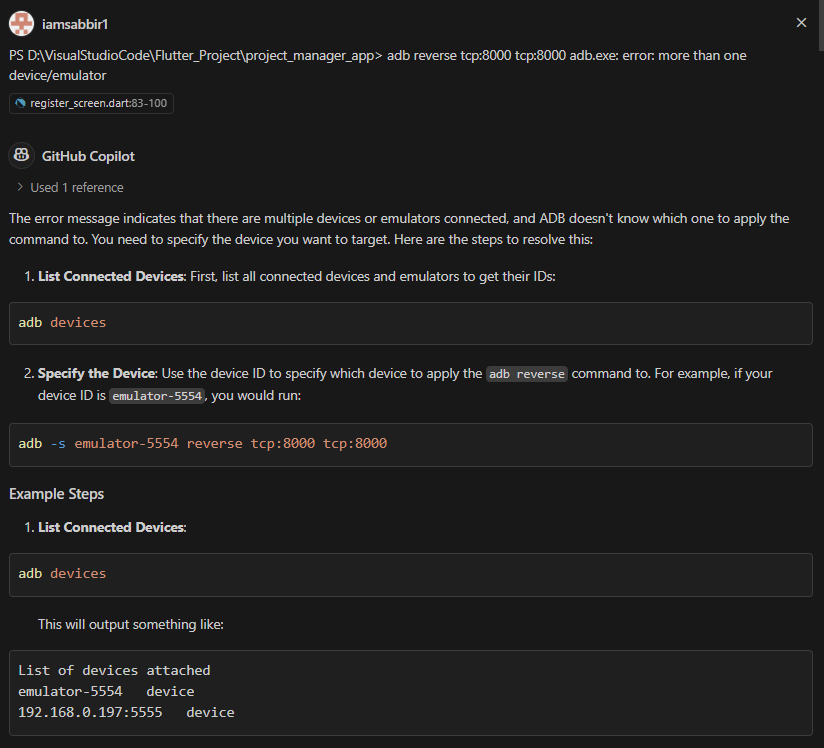 iamsabbir1
PS D:\VisualStudioCode\Flutter_Project\project_manager_app> adb reverse tcp:8000 tcp:8000 adb.exe: error: more than one
device/emulator
register_screen.dart:83-100
GitHub Copilot
Used 1 reference
The error message indicates that there are multiple devices or emulators connected, and ADB doesn't know which one to apply the
command to. You need to specify the device you want to target. Here are the steps to resolve this:
1. List Connected Devices: First, list all connected devices and emulators to get their IDs:
adb devices
2. Specify the Device: Use the device ID to specify which device to apply the adb reverse command to. For example, if your
device ID is emulator-5554, you would run:
adb -s emulator-5554 reverse tcp:8000 tcp:8000
Example Steps
1. List Connected Devices:
adb devices
This will output something like:
List of devices attached
emulator-5554   device
192.168.0.197:5555   device